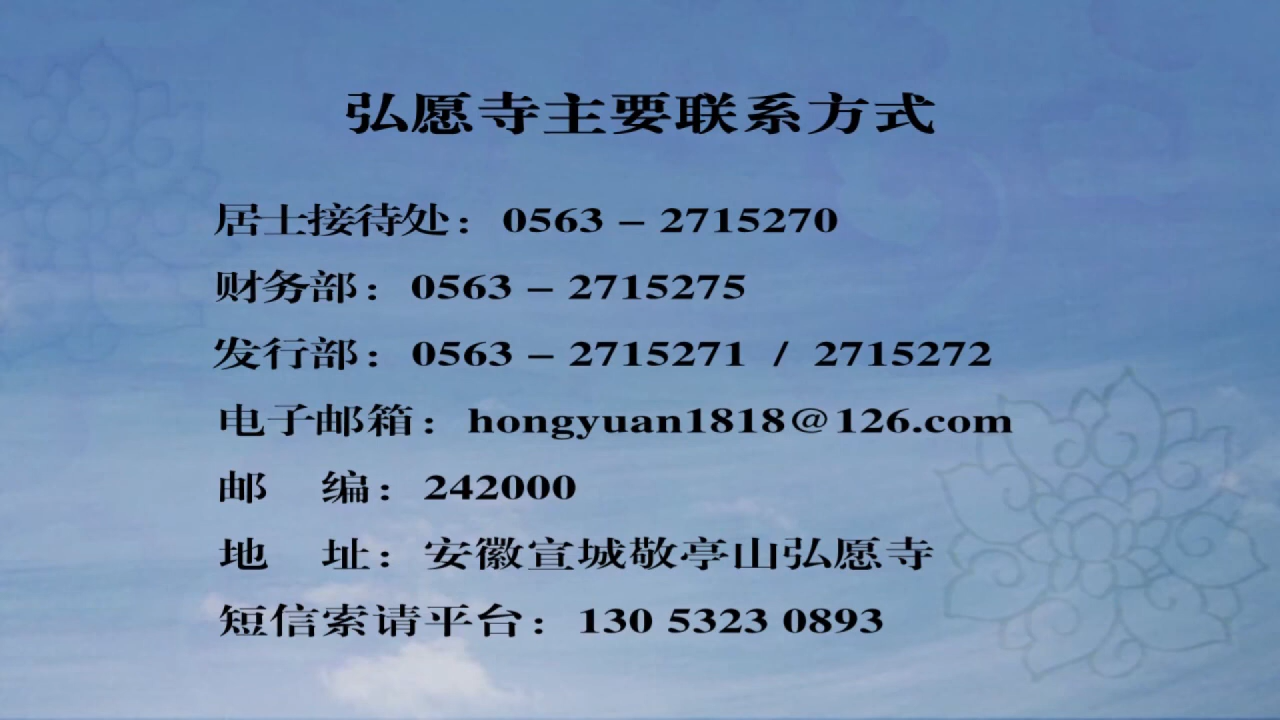 弘愿寺主要联系方式
居士接待处：0563－2715270
财务部：0563－2715275
发行部：0563－2715271 / 2715272
电子邮箱：hongyuan1818@126.com
邮　编：242000
地　址：安徽宣城敬亭山弘愿寺
短信索请平台：130 5323 0893